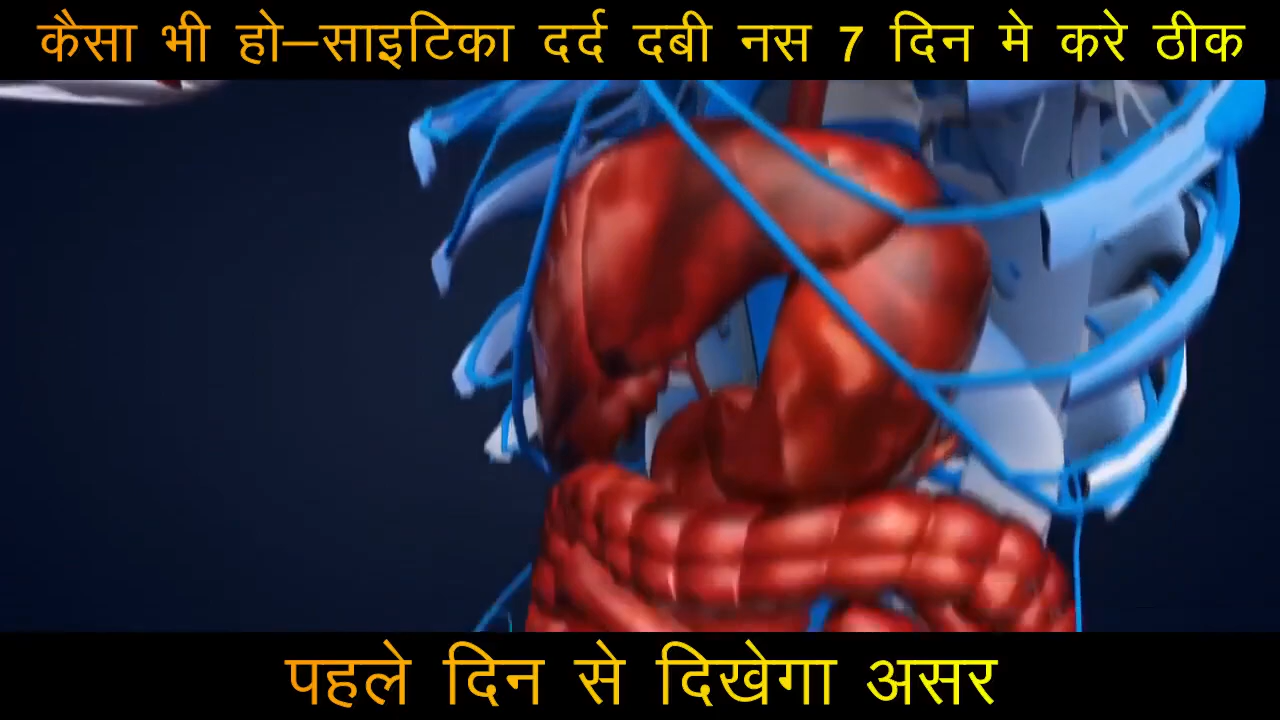 कैसा भी हो–साइटिका दर्द दबी नस 7 दिन मे करे ठीक
पहले दिन से दिखेगा असर